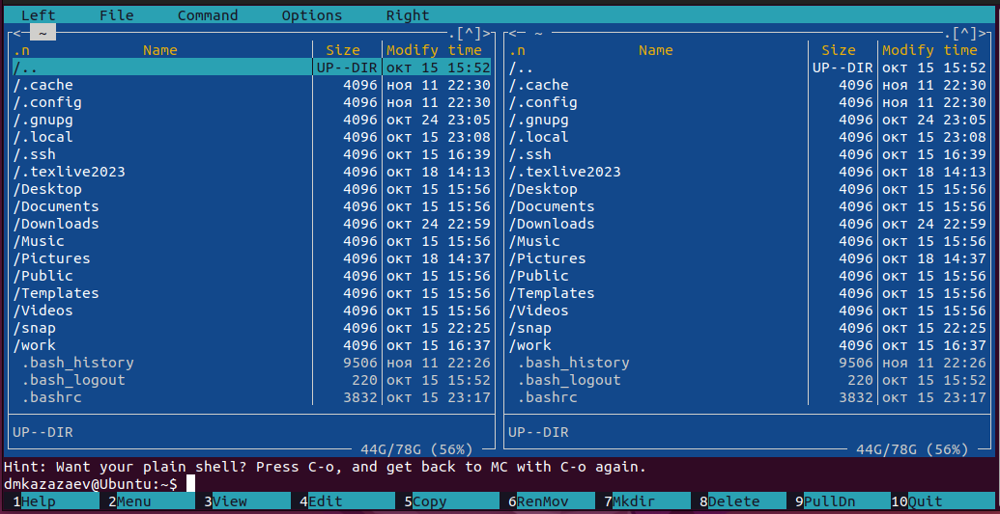 Left File Command Options Right
<- ~ .[^]> <- ~ .[^]>
.n Name Size Modify time .n Name Size Modify time
/.. UP--DIR окт 15 15:52 /.. UP--DIR окт 15 15:52
/.cache 4096 ноя 11 22:30 /.cache 4096 ноя 11 22:30
/.config 4096 ноя 11 22:30 /.config 4096 ноя 11 22:30
/.gnupg 4096 окт 24 23:05 /.gnupg 4096 окт 24 23:05
/.local 4096 окт 15 23:08 /.local 4096 окт 15 23:08
/.ssh 4096 окт 15 16:39 /.ssh 4096 окт 15 16:39
/.texlive2023 4096 окт 18 14:13 /.texlive2023 4096 окт 18 14:13
/Desktop 4096 окт 15 15:56 /Desktop 4096 окт 15 15:56
/Documents 4096 окт 15 15:56 /Documents 4096 окт 15 15:56
/Downloads 4096 окт 24 22:59 /Downloads 4096 окт 24 22:59
/Music 4096 окт 15 15:56 /Music 4096 окт 15 15:56
/Pictures 4096 окт 18 14:37 /Pictures 4096 окт 18 14:37
/Public 4096 окт 15 15:56 /Public 4096 окт 15 15:56
/Templates 4096 окт 15 15:56 /Templates 4096 окт 15 15:56
/Videos 4096 окт 15 15:56 /Videos 4096 окт 15 15:56
/snap 4096 окт 15 22:25 /snap 4096 окт 15 22:25
/work 4096 окт 15 16:37 /work 4096 окт 15 16:37
.bash_history 9506 ноя 11 22:26 .bash_history 9506 ноя 11 22:26
.bash_logout 220 окт 15 15:52 .bash_logout 220 окт 15 15:52
.bashrc 3832 окт 15 23:17 .bashrc 3832 окт 15 23:17
UP--DIR UP--DIR
44G/78G (56%) 44G/78G (56%)
Hint: Want your plain shell? Press C-o, and get back to MC with C-o again.
dmkazazaev@Ubuntu:~$
1Help 2Menu 3View 4Edit 5Copy 6RenMov 7Mkdir 8Delete 9PullDn 10Quit